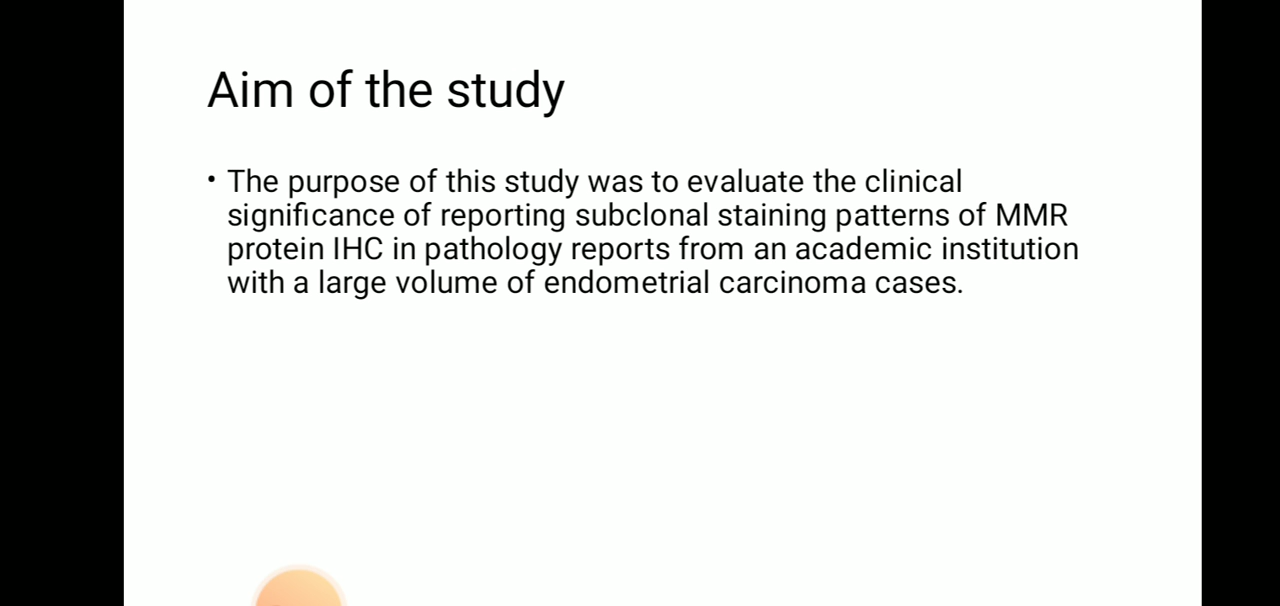 Aim of the study
• The purpose of this study was to evaluate the clinical
significance of reporting subclonal staining patterns of MMR
protein IHC in pathology reports from an academic institution
with a large volume of endometrial carcinoma cases.